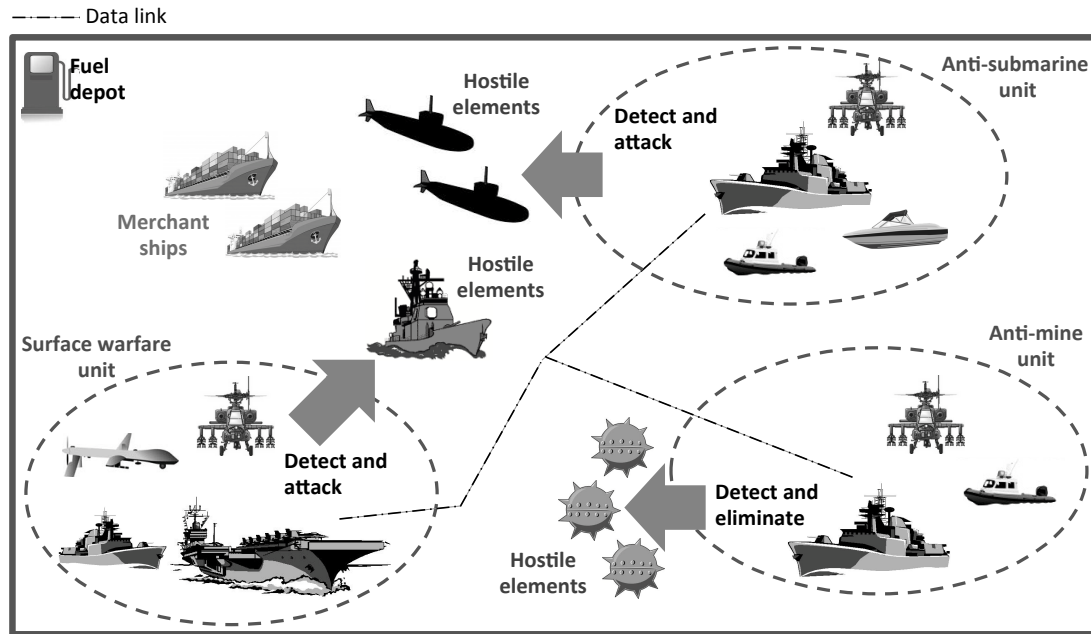 Data link
Fuel
depot
Hostile
elements
Anti-submarine
unit
Detect and
attack
Merchant
ships
Hostile
elements
Surface warfare
unit
Anti-mine
unit
Detect and
attack
Detect and
eliminate
Hostile
elements